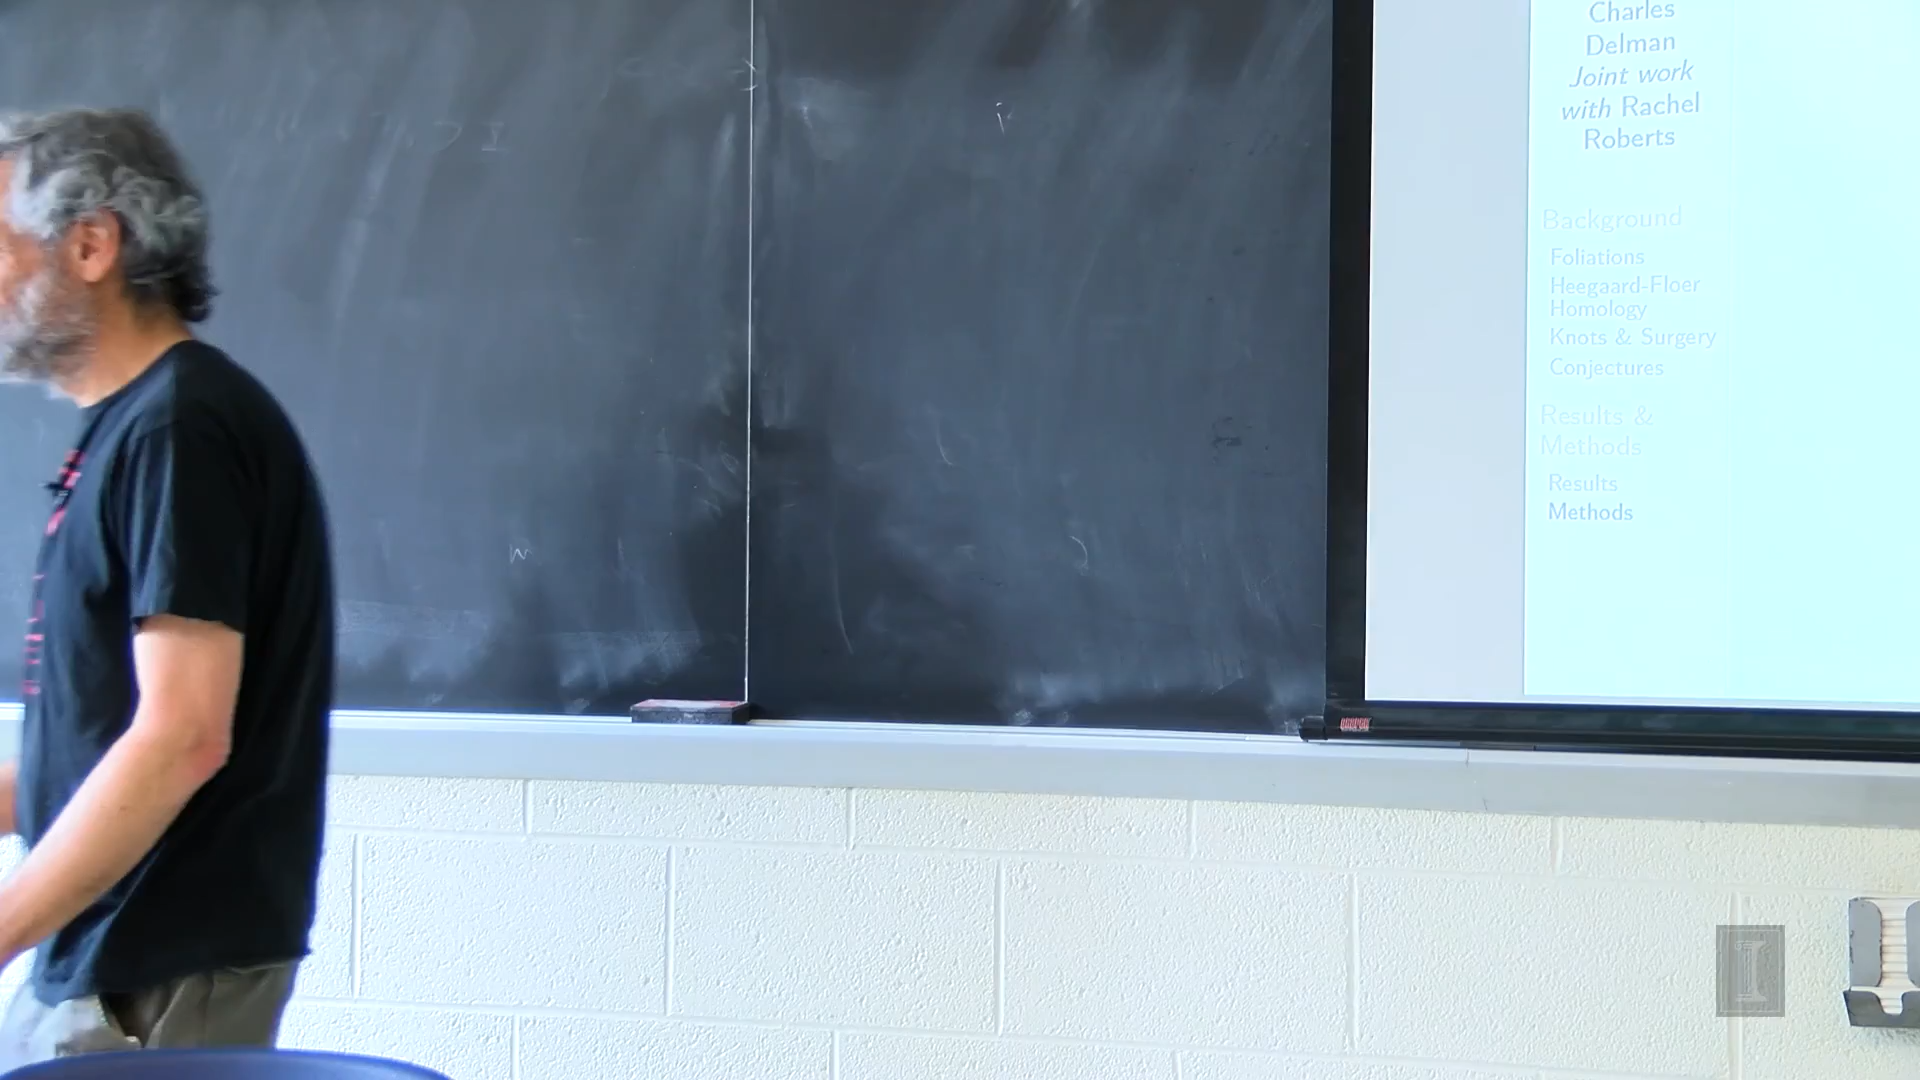 Charles
Delman
Joint work
with Rachel
Roberts
Background
Foliations
Heegaard-Floer
Homology
Knots & Surgery
Conjectures
Results &
Methods
Results
Methods
DRAPER
I